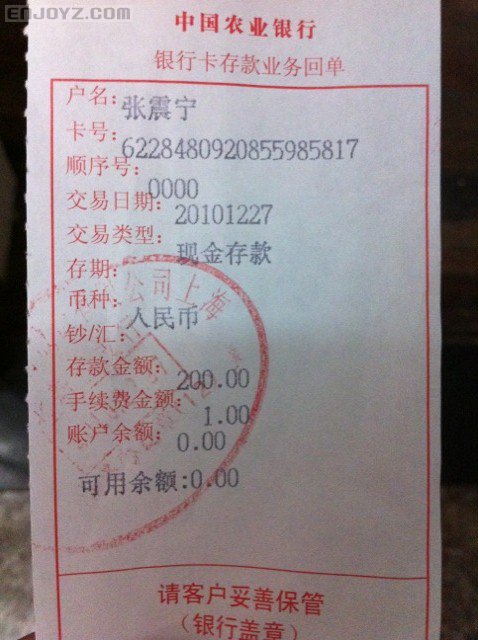 ENJOYZ.COM
中国农业银行
银行卡存款业务回单
户名:张震宁
卡号:6228480920855985817
顺序号:0000
交易日期:20101227
交易类型:现金存款
存期:
币种:人民币
钞/汇:
存款金额:200.00
手续费金额:1.00
账户余额:0.00
可用余额:0.00
公司上海
请客户妥善保管
(银行盖章)